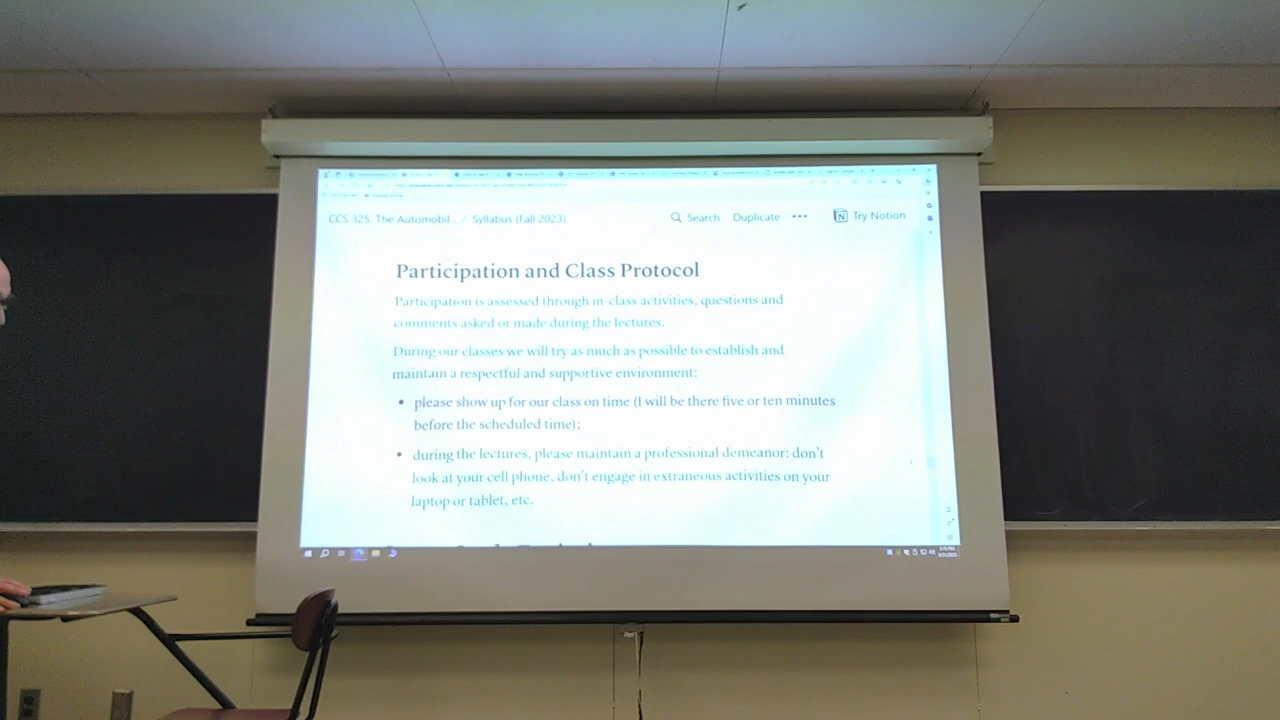 CCS 325, The Automobil... / Syllabus (Fall 2023)
Search Duplicate ••• Try Notion
Participation and Class Protocol
Participation is assessed through in-class activities, questions and
comments asked or made during the lectures.
During our classes we will try as much as possible to establish and
maintain a respectful and supportive environment:
• please show up for our class on time (I will be there five or ten minutes
before the scheduled time);
• during the lectures, please maintain a professional demeanor: don't
look at your cell phone, don't engage in extraneous activities on your
laptop or tablet, etc.